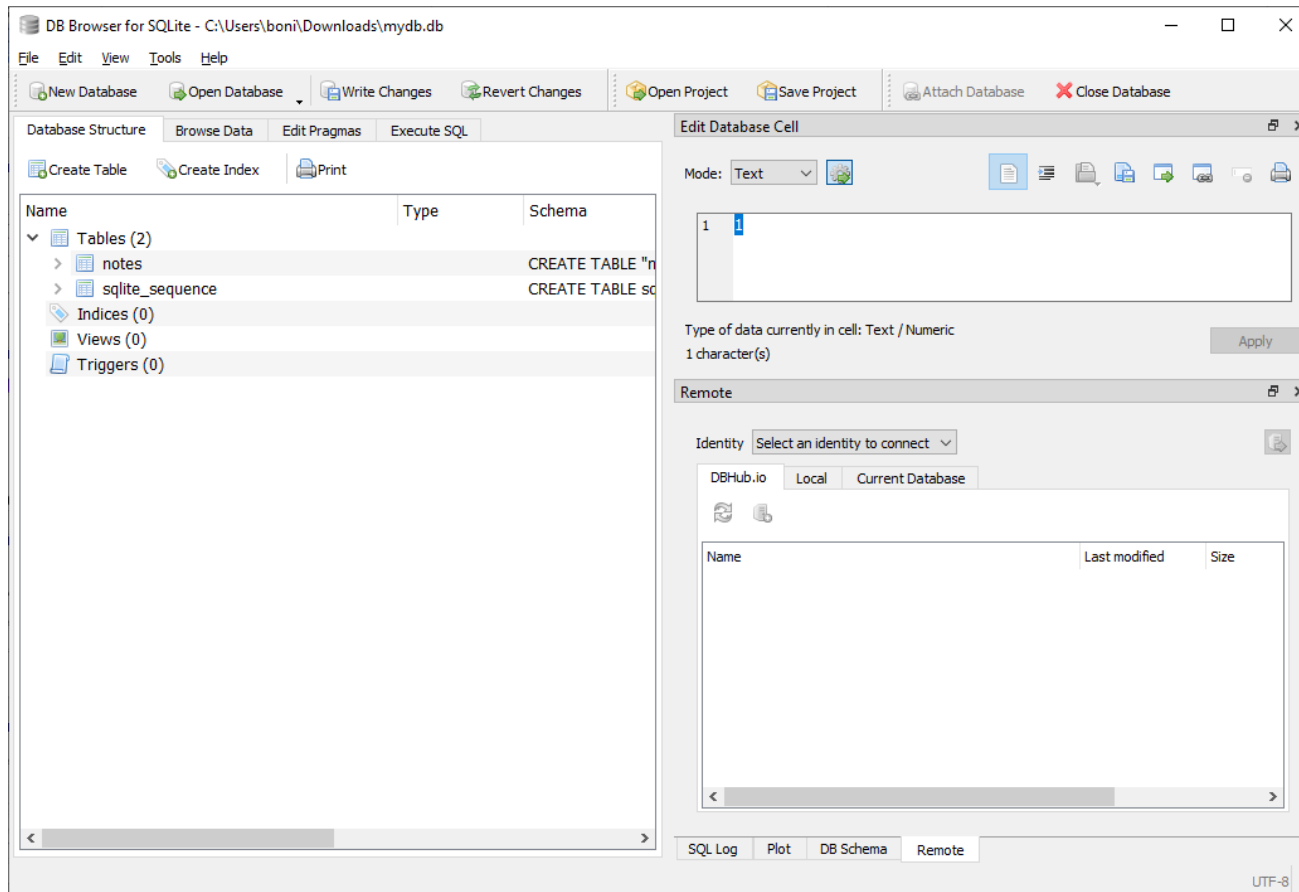 DB Browser for SQLite - C:\Users\boni\Downloads\mydb.db
File Edit View Tools Help
New Database Open Database Write Changes Revert Changes Open Project Save Project Attach Database Close Database
Database Structure Browse Data Edit Pragmas Execute SQL
Create Table Create Index Print
Name Type Schema
Tables (2)
notes CREATE TABLE "n
sqlite_sequence CREATE TABLE sq
Indices (0)
Views (0)
Triggers (0)
Edit Database Cell
Mode: Text
1 1
Type of data currently in cell: Text / Numeric
1 character(s)
Apply
Remote
Identity Select an identity to connect
DBHub.io Local Current Database
Name Last modified Size
SQL Log Plot DB Schema Remote
UTF-8